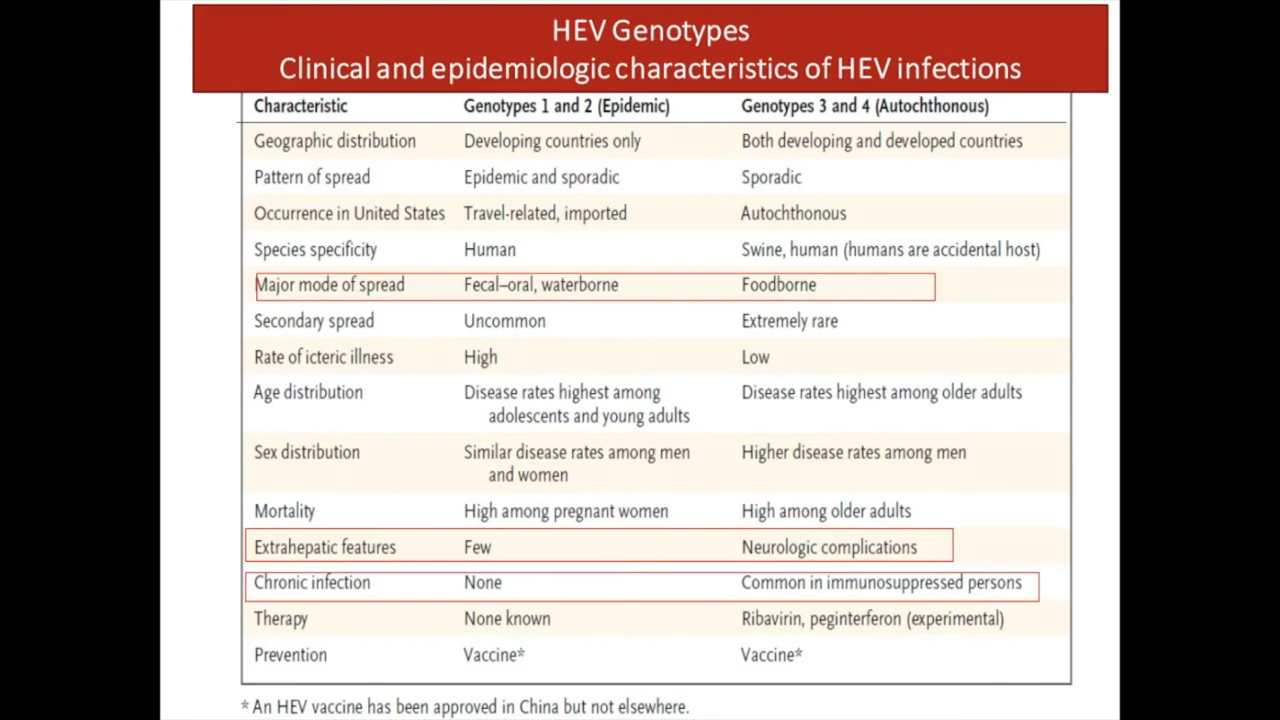 HEV Genotypes
Clinical and epidemiologic characteristics of HEV infections
Characteristic Genotypes 1 and 2 (Epidemic) Genotypes 3 and 4 (Autochthonous)
Geographic distribution Developing countries only Both developing and developed countries
Pattern of spread Epidemic and sporadic Sporadic
Occurrence in United States Travel-related, imported Autochthonous
Species specificity Human Swine, human (humans are accidental host)
Major mode of spread Fecal–oral, waterborne Foodborne
Secondary spread Uncommon Extremely rare
Rate of icteric illness High Low
Age distribution Disease rates highest among Disease rates highest among older adults
adolescents and young adults
Sex distribution Similar disease rates among men Higher disease rates among men
and women
Mortality High among pregnant women High among older adults
Extrahepatic features Few Neurologic complications
Chronic infection None Common in immunosuppressed persons
Therapy None known Ribavirin, peginterferon (experimental)
Prevention Vaccine* Vaccine*
* An HEV vaccine has been approved in China but not elsewhere.